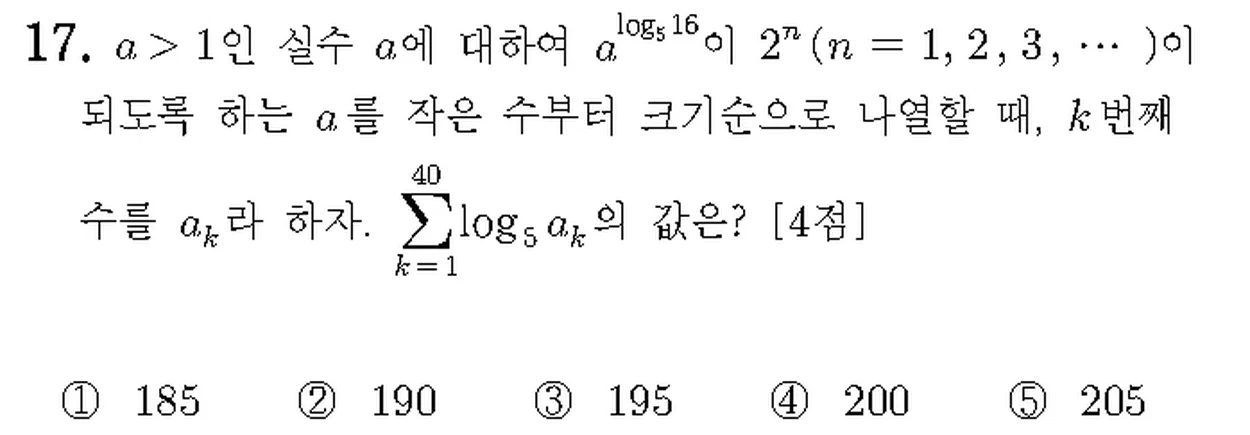 17. a > 1인 실수 a에 대하여 a^{log_5 16}이 2^n (n = 1, 2, 3, ⋯ )이
되도록 하는 a를 작은 수부터 크기순으로 나열할 때, k번째
수를 a_k라 하자. \sum_{k=1}^{40} log_5 a_k의 값은? [4점]
① 185 ② 190 ③ 195 ④ 200 ⑤ 205